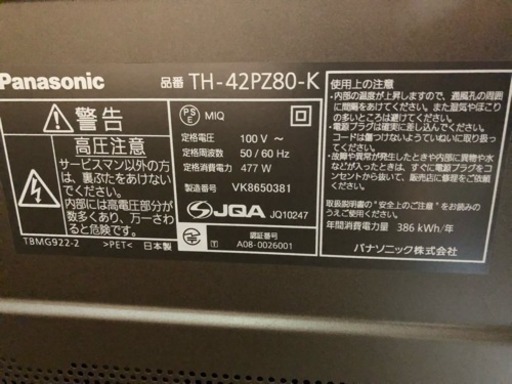 Panasonic
品番 TH-42PZ80-K
警告
高圧注意
サービスマン以外の方
は、裏ぶたをあけない
でください。
内部には高電圧部分が
数多くあり、万一さわ
ると危険です。
TBMG922-2 >PET< 日本製
PS E MIQ
定格電圧 100 V ～
定格周波数 50 / 60 Hz
定格消費電力 477 W
製造番号 VK8650381
JQA JQ10247
認証番号
T A08-0026001
使用上の注意
・内部の温度が上昇しますので、通風孔の周囲
に間隔をあけてください。また湿気やほこり
の多いところは避けてください。
・電源プラグは確実に差し込んでください。
・電源コードはていねいに取り扱って
ください。
・故障や異常が発生したときや内部に異物や水
などが入ったときは、すぐに電源プラグを
コンセントから抜いて、販売店に修理を
ご依頼ください。
取扱説明書の"安全上のご注意"をお読みの
うえご使用ください。
年間消費電力量 386 kWh/年
パナソニック株式会社